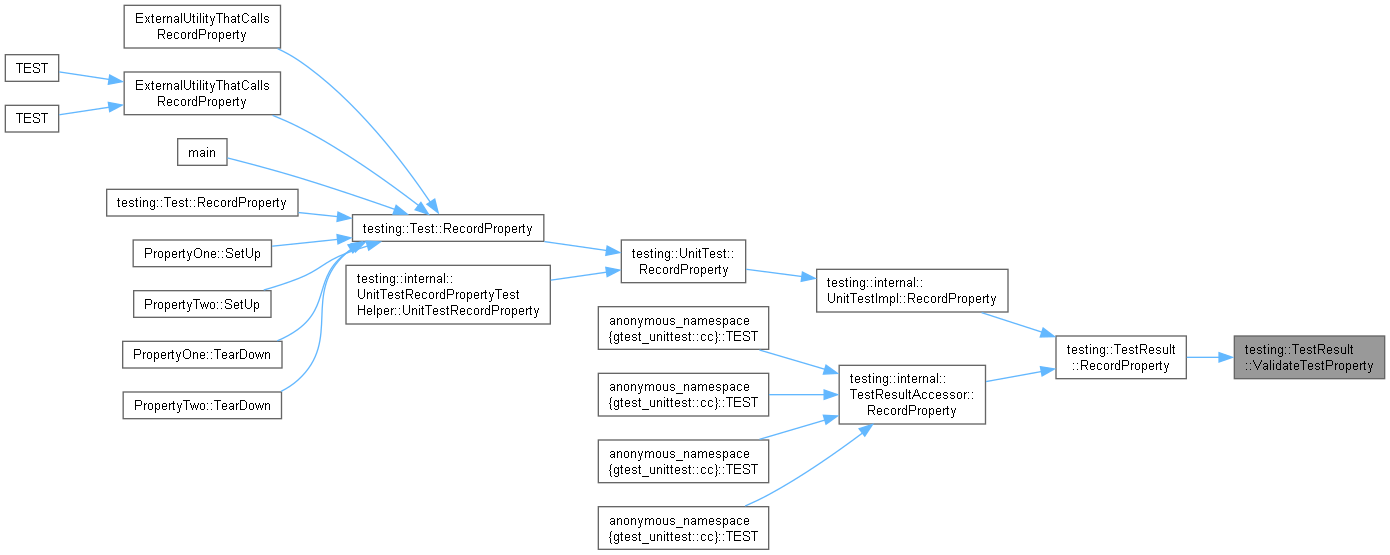 ExternalUtilityThatCalls
RecordProperty
TEST
ExternalUtilityThatCalls
RecordProperty
TEST
main
testing::Test::RecordProperty
testing::Test::RecordProperty
PropertyOne::SetUp
PropertyTwo::SetUp
PropertyOne::TearDown
PropertyTwo::TearDown
testing::UnitTest::
RecordProperty
testing::internal::
UnitTestRecordPropertyTest
Helper::UnitTestRecordProperty
testing::internal::
UnitTestImpl::RecordProperty
anonymous_namespace
{gtest_unittest::cc}::TEST
anonymous_namespace
{gtest_unittest::cc}::TEST
anonymous_namespace
{gtest_unittest::cc}::TEST
anonymous_namespace
{gtest_unittest::cc}::TEST
testing::internal::
TestResultAccessor::
RecordProperty
testing::TestResult
::RecordProperty
testing::TestResult
::ValidateTestProperty